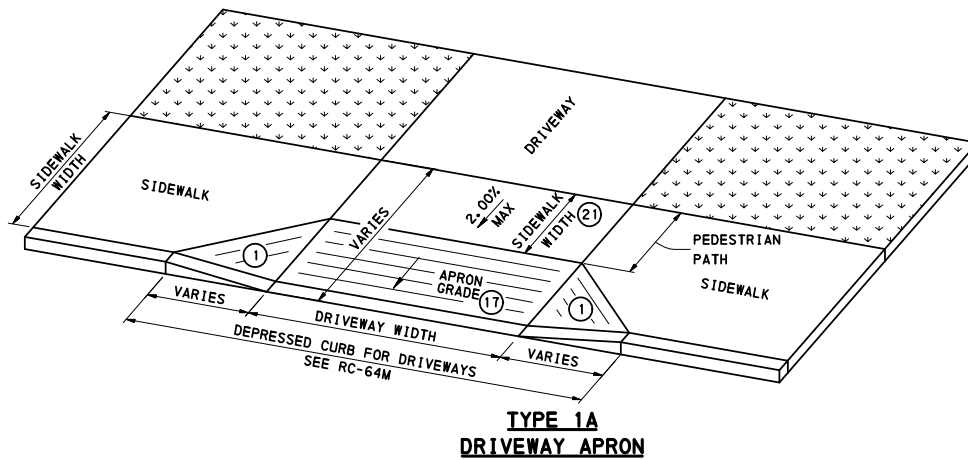 SIDEWALK
WIDTH
SIDEWALK
DRIVEWAY
VARIES
2.00%
MAX
SIDEWALK
WIDTH 21
PEDESTRIAN
PATH
SIDEWALK
1
APRON
GRADE 17
1
VARIES
DRIVEWAY WIDTH
VARIES
DEPRESSED CURB FOR DRIVEWAYS
SEE RC-64M
TYPE 1A
DRIVEWAY APRON